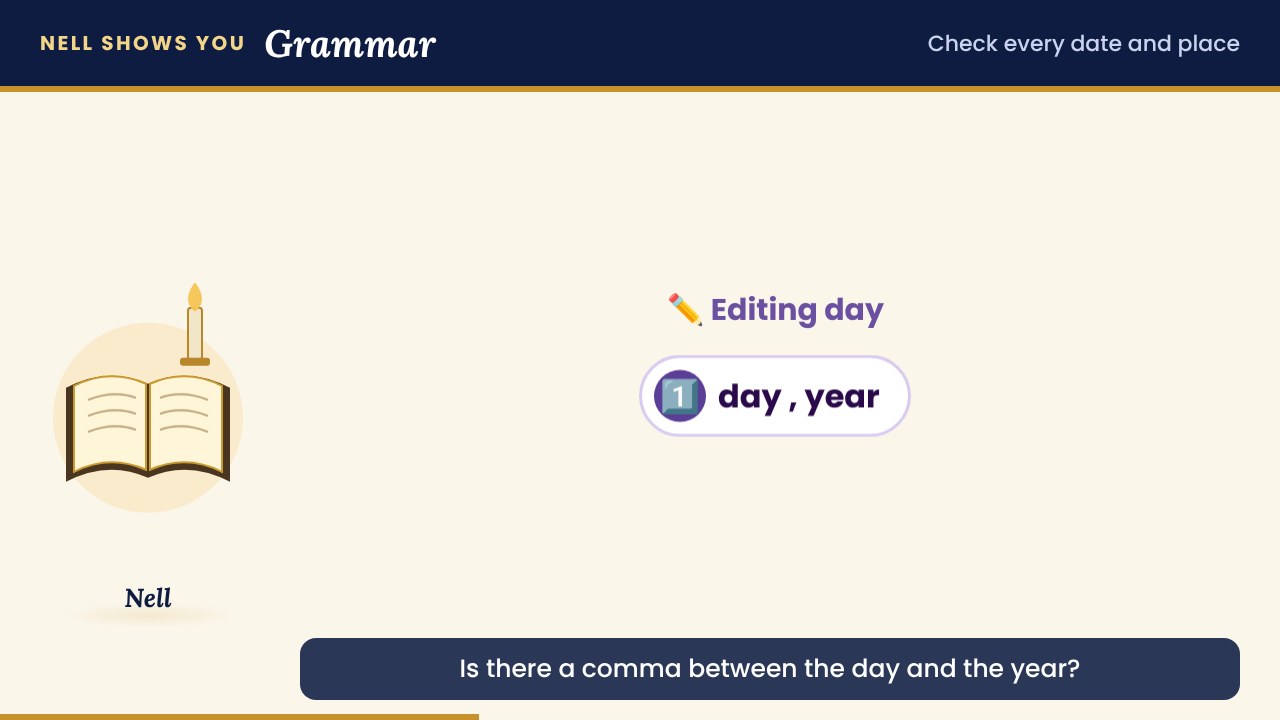 NELL SHOWS YOU Grammar
Check every date and place
✏️ Editing day
1️⃣ day , year
Nell
Is there a comma between the day and the year?